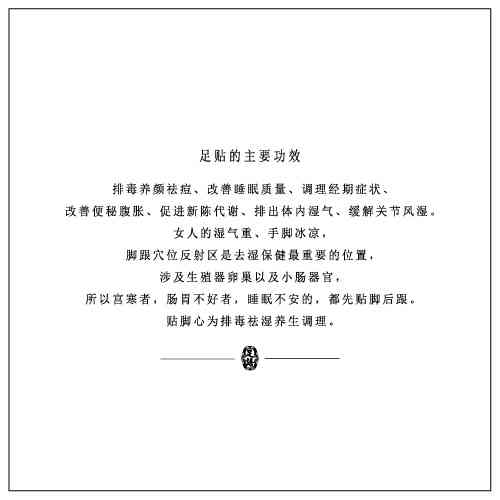 足贴的主要功效
排毒养颜祛痘、改善睡眠质量、调理经期症状、
改善便秘腹胀、促进新陈代谢、排出体内湿气、缓解关节风湿。
女人的湿气重、手脚冰凉，
脚跟穴位反射区是去湿保健最重要的位置，
涉及生殖器卵巢以及小肠器官，
所以宫寒者，肠胃不好者，睡眠不安的，都先贴脚后跟。
贴脚心为排毒祛湿养生调理。